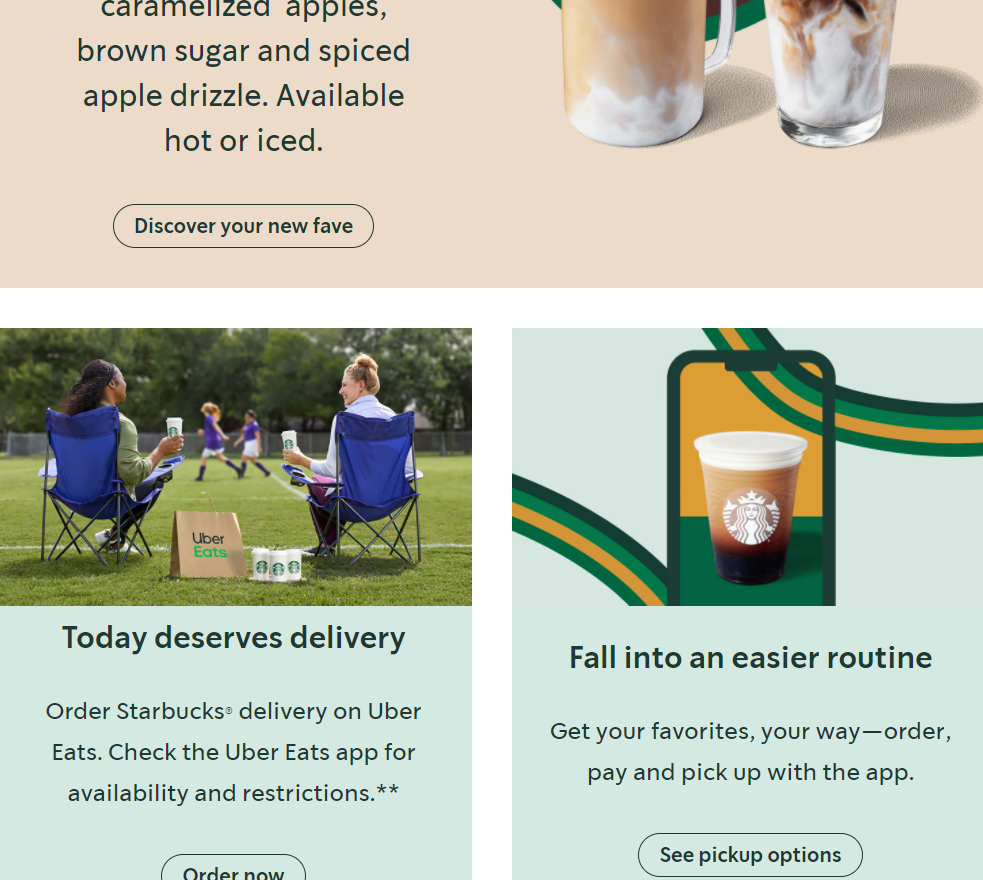 caramelized apples,
brown sugar and spiced
apple drizzle. Available
hot or iced.
Discover your new fave
Uber
Eats
Today deserves delivery
Order Starbucks® delivery on Uber
Eats. Check the Uber Eats app for
availability and restrictions.**
Order now
Fall into an easier routine
Get your favorites, your way—order,
pay and pick up with the app.
See pickup options